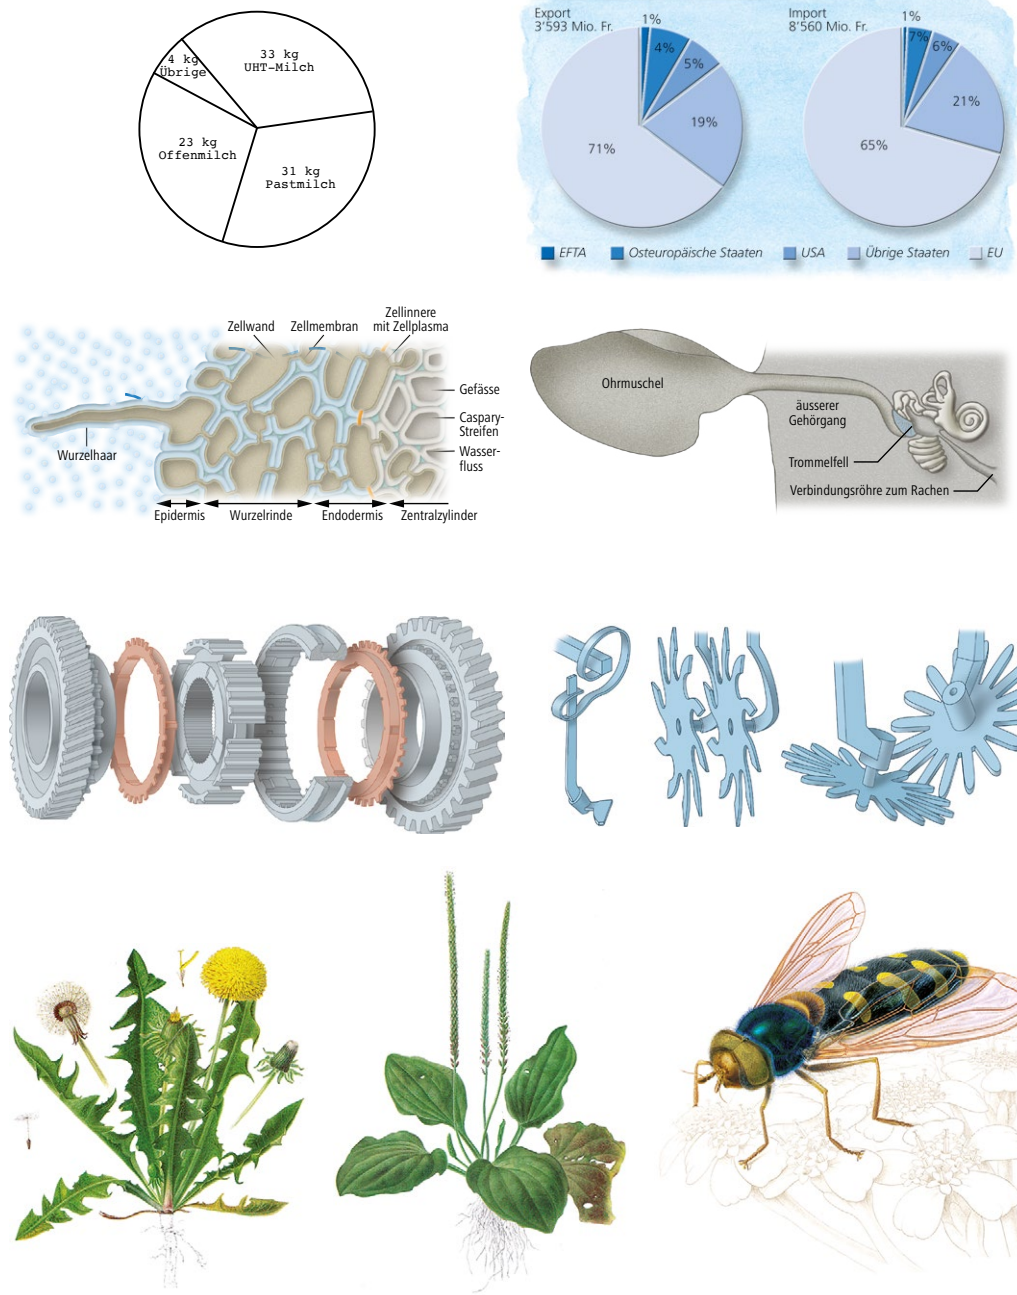 33 kg
UHT-Milch
4 kg
Übrige
23 kg
Offenmilch
31 kg
Pastmilch
Export
3'593 Mio. Fr.
1%
4%
5%
19%
71%
Import
8'560 Mio. Fr.
1%
7%
6%
21%
65%
EFTA
Osteuropäische Staaten
USA
Übrige Staaten
EU
Zellwand
Zellmembran
Zellinnere
mit Zellplasma
Gefässe
Caspary-
Streifen
Wasser-
fluss
Wurzelhaar
Epidermis
Wurzelrinde
Endodermis
Zentralzylinder
Ohrmuschel
äusserer
Gehörgang
Trommelfell
Verbindungsröhre zum Rachen